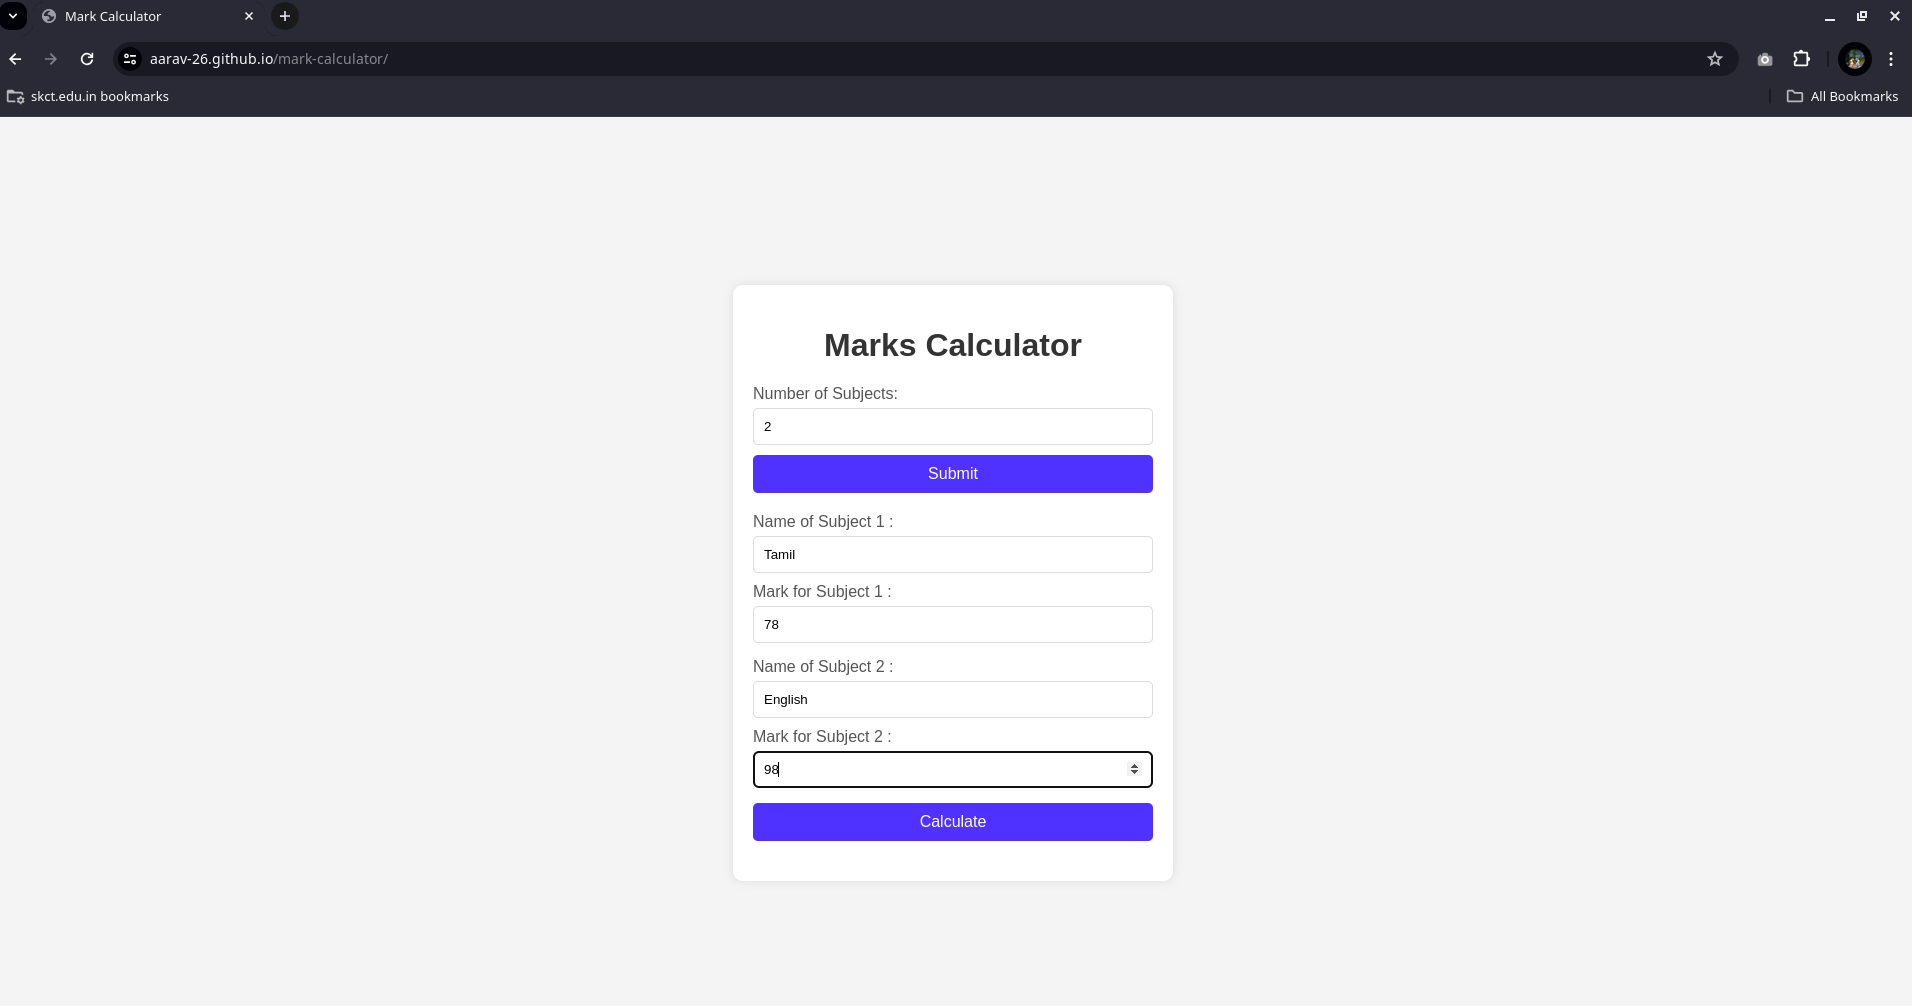 Mark Calculator
aarav-26.github.io/mark-calculator/
skct.edu.in bookmarks
All Bookmarks
Marks Calculator
Number of Subjects:
2
Submit
Name of Subject 1 :
Tamil
Mark for Subject 1 :
78
Name of Subject 2 :
English
Mark for Subject 2 :
98
Calculate